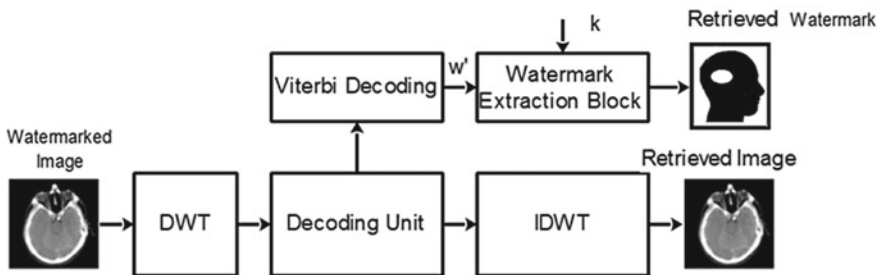 Retrieved Watermark
k
Viterbi Decoding
w'
Watermark
Extraction Block
Watermarked
Image
Retrieved Image
DWT
Decoding Unit
IDWT